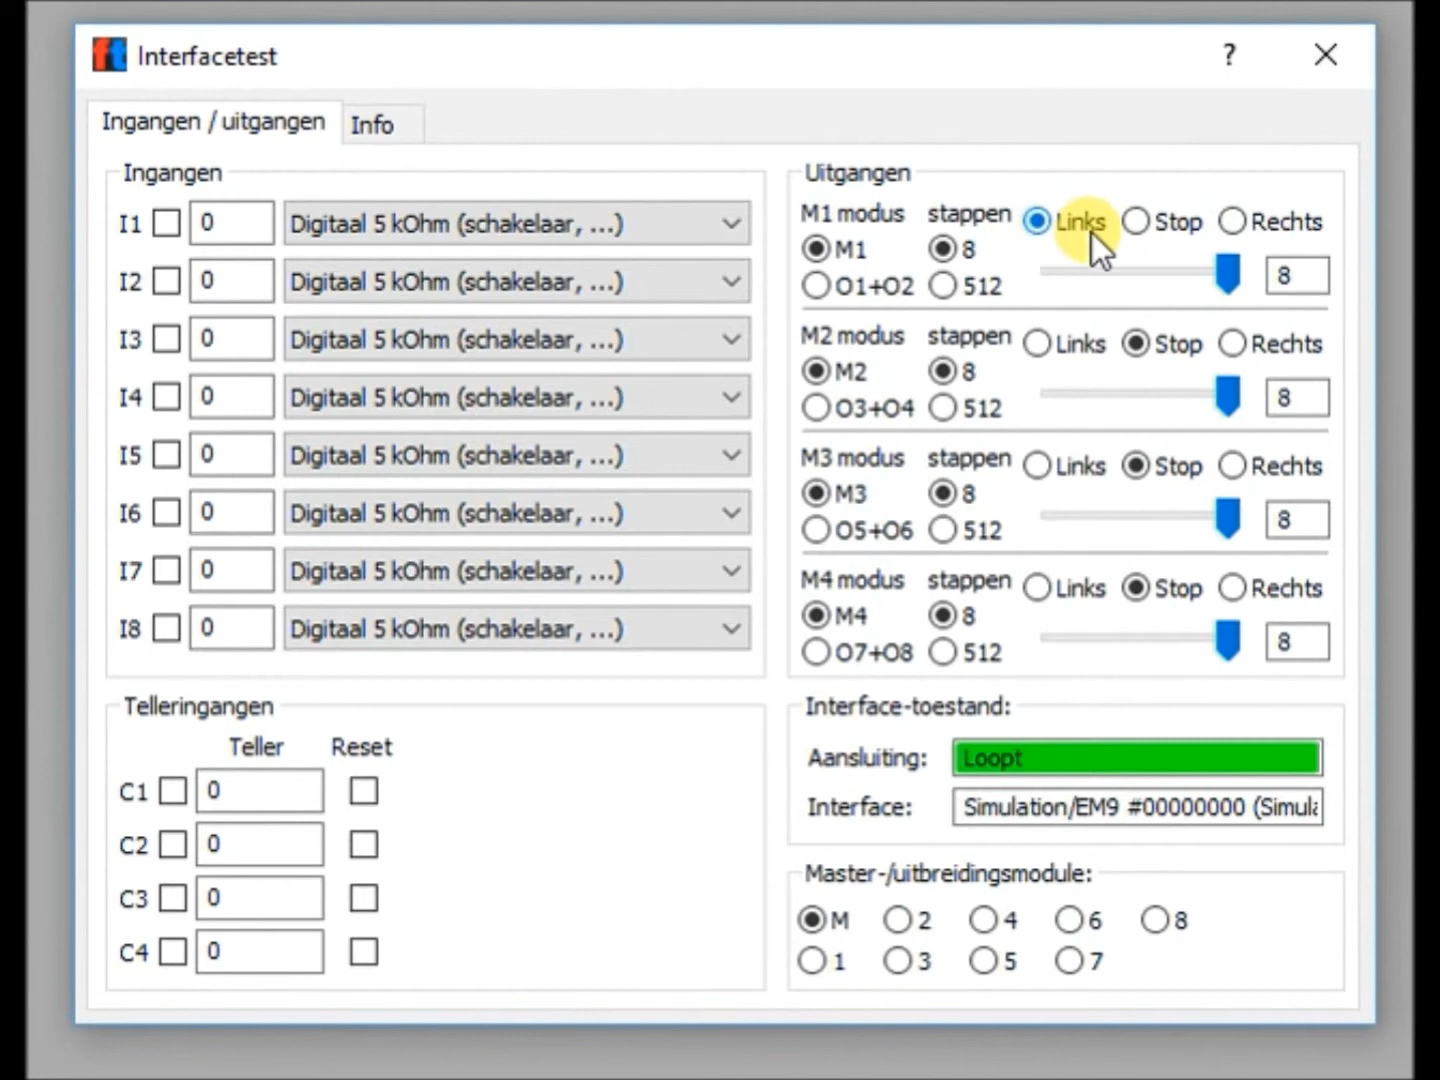 ft Interfacetest ?
Ingangen / uitgangen Info
Ingangen
I1 0 Digitaal 5 kOhm (schakelaar, ...)
I2 0 Digitaal 5 kOhm (schakelaar, ...)
I3 0 Digitaal 5 kOhm (schakelaar, ...)
I4 0 Digitaal 5 kOhm (schakelaar, ...)
I5 0 Digitaal 5 kOhm (schakelaar, ...)
I6 0 Digitaal 5 kOhm (schakelaar, ...)
I7 0 Digitaal 5 kOhm (schakelaar, ...)
I8 0 Digitaal 5 kOhm (schakelaar, ...)
Telleringangen
Teller Reset
C1 0
C2 0
C3 0
C4 0
Uitgangen
M1 modus stappen Links Stop Rechts
M1 8 8
O1+O2 512
M2 modus stappen Links Stop Rechts
M2 8 8
O3+O4 512
M3 modus stappen Links Stop Rechts
M3 8 8
O5+O6 512
M4 modus stappen Links Stop Rechts
M4 8 8
O7+O8 512
Interface-toestand:
Aansluiting: Loopt
Interface: Simulation/EM9 #00000000 (Simula
Master-/uitbreidingsmodule:
M 2 4 6 8
1 3 5 7